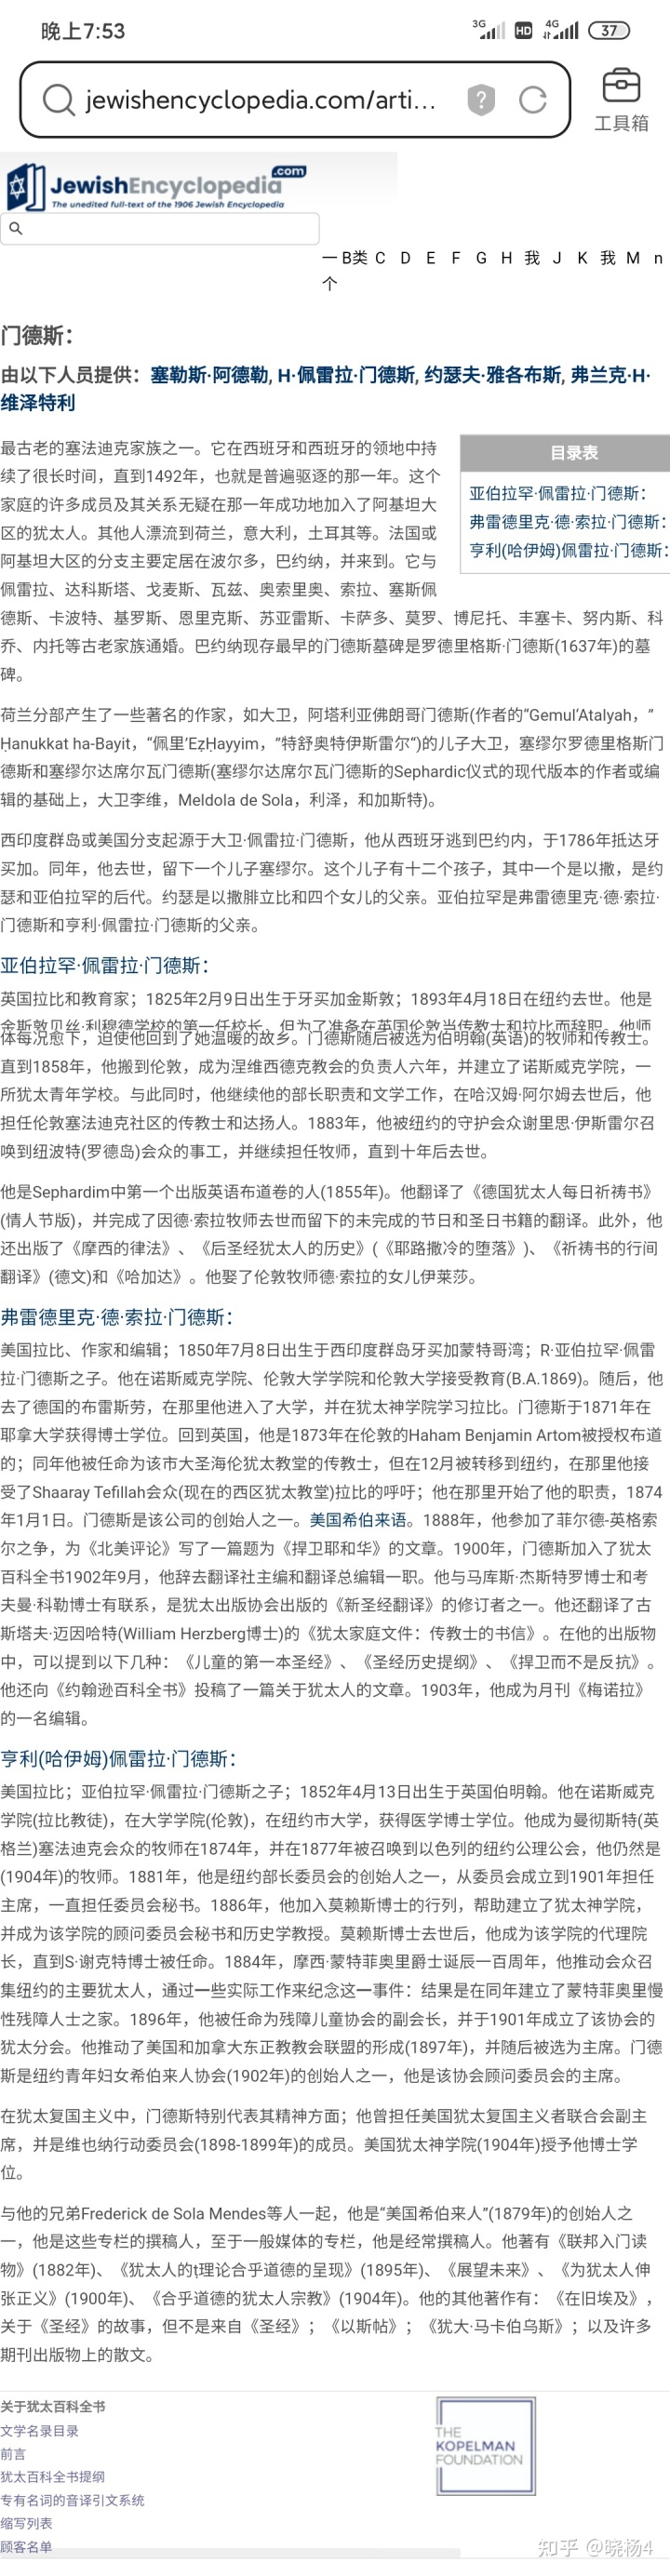 晚上7:53
3G HD 4G 37
jewishencyclopedia.com/arti...
工具箱
JewishEncyclopedia.com
The unedited full-text of the 1906 Jewish Encyclopedia
一 B类 C D E F G H 我 J K 我 M n
个
门德斯：
由以下人员提供：塞勒斯·阿德勒, H·佩雷拉·门德斯, 约瑟夫·雅各布斯, 弗兰克·H·
维泽特利
目录表
亚伯拉罕·佩雷拉·门德斯：
弗雷德里克·德·索拉·门德斯：
亨利(哈伊姆)佩雷拉·门德斯：
最古老的塞法迪克家族之一。它在西班牙和西班牙的领地中持
续了很长时间，直到1492年，也就是普遍驱逐的那一年。这个
家庭的许多成员及其关系无疑在那一年成功地加入了阿基坦大
区的犹太人。其他人漂流到荷兰，意大利，土耳其等。法国或
阿基坦大区的分支主要定居在波尔多，巴约纳，并来到。它与
佩雷拉、达科斯塔、戈麦斯、瓦兹、奥索里奥、索拉、塞斯佩
德斯、卡波特、基罗斯、恩里克斯、苏亚雷斯、卡萨多、莫罗、博尼托、丰塞卡、努内斯、科
乔、内托等古老家族通婚。巴约纳现存最早的门德斯墓碑是罗德里格斯·门德斯(1637年)的墓
碑。
荷兰分部产生了一些著名的作家，如大卫，阿塔利亚佛朗哥门德斯(作者的“Gemul‘Atalyah，”
Ḥanukkat ha-Bayit，“佩里‘EẓḤayyim，”特舒奥特伊斯雷尔“)的儿子大卫，塞缪尔罗德里格斯门
德斯和塞缪尔达席尔瓦门德斯(塞缪尔达席尔瓦门德斯的Sephardic仪式的现代版本的作者或编
辑的基础上，大卫李维，Meldola de Sola，利泽，和加斯特)。
西印度群岛或美国分支起源于大卫·佩雷拉·门德斯，他从西班牙逃到巴约内，于1786年抵达牙
买加。同年，他去世，留下一个儿子塞缪尔。这个儿子有十二个孩子，其中一个是以撒，是约
瑟和亚伯拉罕的后代。约瑟是以撒腓立比和四个女儿的父亲。亚伯拉罕是弗雷德里克·德·索拉·
门德斯和亨利·佩雷拉·门德斯的父亲。
亚伯拉罕·佩雷拉·门德斯：
英国拉比和教育家；1825年2月9日出生于牙买加金斯敦；1893年4月18日在纽约去世。他是
金斯敦贝丝·利穆德学校的第一任校长，但为了准备在英国伦敦当传教士和拉比而辞职。他师
体每况愈下，迫使他回到了她温暖的故乡。门德斯随后被选为伯明翰(英语)的牧师和传教士。
直到1858年，他搬到伦敦，成为涅维西德克教会的负责人六年，并建立了诺斯威克学院，一
所犹太青年学校。与此同时，他继续他的部长职责和文学工作，在哈汉姆·阿尔姆去世后，他
担任伦敦塞法迪克社区的传教士和达扬人。1883年，他被纽约的守护会众谢里思·伊斯雷尔召
唤到纽波特(罗德岛)会众的事工，并继续担任牧师，直到十年后去世。
他是Sephardim中第一个出版英语布道卷的人(1855年)。他翻译了《德国犹太人每日祈祷书》
(情人节版)，并完成了因德·索拉牧师去世而留下的未完成的节日和圣日书籍的翻译。此外，他
还出版了《摩西的律法》、《后圣经犹太人的历史》(《耶路撒冷的堕落》)、《祈祷书的行间
翻译》(德文)和《哈加达》。他娶了伦敦牧师德·索拉的女儿伊莱莎。
弗雷德里克·德·索拉·门德斯：
美国拉比、作家和编辑；1850年7月8日出生于西印度群岛牙买加蒙特哥湾；R·亚伯拉罕·佩雷
拉·门德斯之子。他在诺斯威克学院、伦敦大学学院和伦敦大学接受教育(B.A.1869)。随后，他
去了德国的布雷斯劳，在那里他进入了大学，并在犹太神学院学习拉比。门德斯于1871年在
耶拿大学获得博士学位。回到英国，他是1873年在伦敦的Haham Benjamin Artom被授权布道
的；同年他被任命为该市大圣海伦犹太教堂的传教士，但在12月被转移到纽约，在那里他接
受了Shaaray Tefillah会众(现在的西区犹太教堂)拉比的呼吁；他在那里开始了他的职责，1874
年1月1日。门德斯是该公司的创始人之一。美国希伯来语。1888年，他参加了菲尔德-英格索
尔之争，为《北美评论》写了一篇题为《捍卫耶和华》的文章。1900年，门德斯加入了犹太
百科全书1902年9月，他辞去翻译社主编和翻译总编辑一职。他与马库斯·杰斯特罗博士和考
夫曼·科勒博士有联系，是犹太出版协会出版的《新圣经翻译》的修订者之一。他还翻译了古
斯塔夫·迈因哈特(William Herzberg博士)的《犹太家庭文件：传教士的书信》。在他的出版物
中，可以提到以下几种：《儿童的第一本圣经》、《圣经历史提纲》、《捍卫而不是反抗》。
他还向《约翰逊百科全书》投稿了一篇关于犹太人的文章。1903年，他成为月刊《梅诺拉》
的一名编辑。
亨利(哈伊姆)佩雷拉·门德斯：
美国拉比；亚伯拉罕·佩雷拉·门德斯之子；1852年4月13日出生于英国伯明翰。他在诺斯威克
学院(拉比教徒)，在大学学院(伦敦)，在纽约市大学，获得医学博士学位。他成为曼彻斯特(英
格兰)塞法迪克会众的牧师在1874年，并在1877年被召唤到以色列的纽约公理公会，他仍然是
(1904年)的牧师。1881年，他是纽约部长委员会的创始人之一，从委员会成立到1901年担任
主席，一直担任委员会秘书。1886年，他加入莫赖斯博士的行列，帮助建立了犹太神学院，
并成为该学院的顾问委员会秘书和历史学教授。莫赖斯博士去世后，他成为该学院的代理院
长，直到S·谢克特博士被任命。1884年，摩西·蒙特菲奥里爵士诞辰一百周年，他推动会众召
集纽约的主要犹太人，通过一些实际工作来纪念这一事件：结果是在同年建立了蒙特菲奥里慢
性残障人士之家。1896年，他被任命为残障儿童协会的副会长，并于1901年成立了该协会的
犹太分会。他推动了美国和加拿大东正教教会联盟的形成(1897年)，并随后被选为主席。门德
斯是纽约青年妇女希伯来人协会(1902年)的创始人之一，他是该协会顾问委员会的主席。
在犹太复国主义中，门德斯特别代表其精神方面；他曾担任美国犹太复国主义者联合会副主
席，并是维也纳行动委员会(1898-1899年)的成员。美国犹太神学院(1904年)授予他博士学
位。
与他的兄弟Frederick de Sola Mendes等人一起，他是“美国希伯来人”(1879年)的创始人之
一，他是这些专栏的撰稿人，至于一般媒体的专栏，他是经常撰稿人。他著有《联邦入门读
物》(1882年)、《犹太人的ţ理论合乎道德的呈现》(1895年)、《展望未来》、《为犹太人伸
张正义》(1900年)、《合乎道德的犹太人宗教》(1904年)。他的其他著作有：《在旧埃及》，
关于《圣经》的故事，但不是来自《圣经》；《以斯帖》；《犹大·马卡伯乌斯》；以及许多
期刊出版物上的散文。
关于犹太百科全书
文学名录目录
前言
犹太百科全书提纲
专有名词的音译引文系统
缩写列表
顾客名单
THE
KOPELMAN
FOUNDATION
知乎 @晓杨4